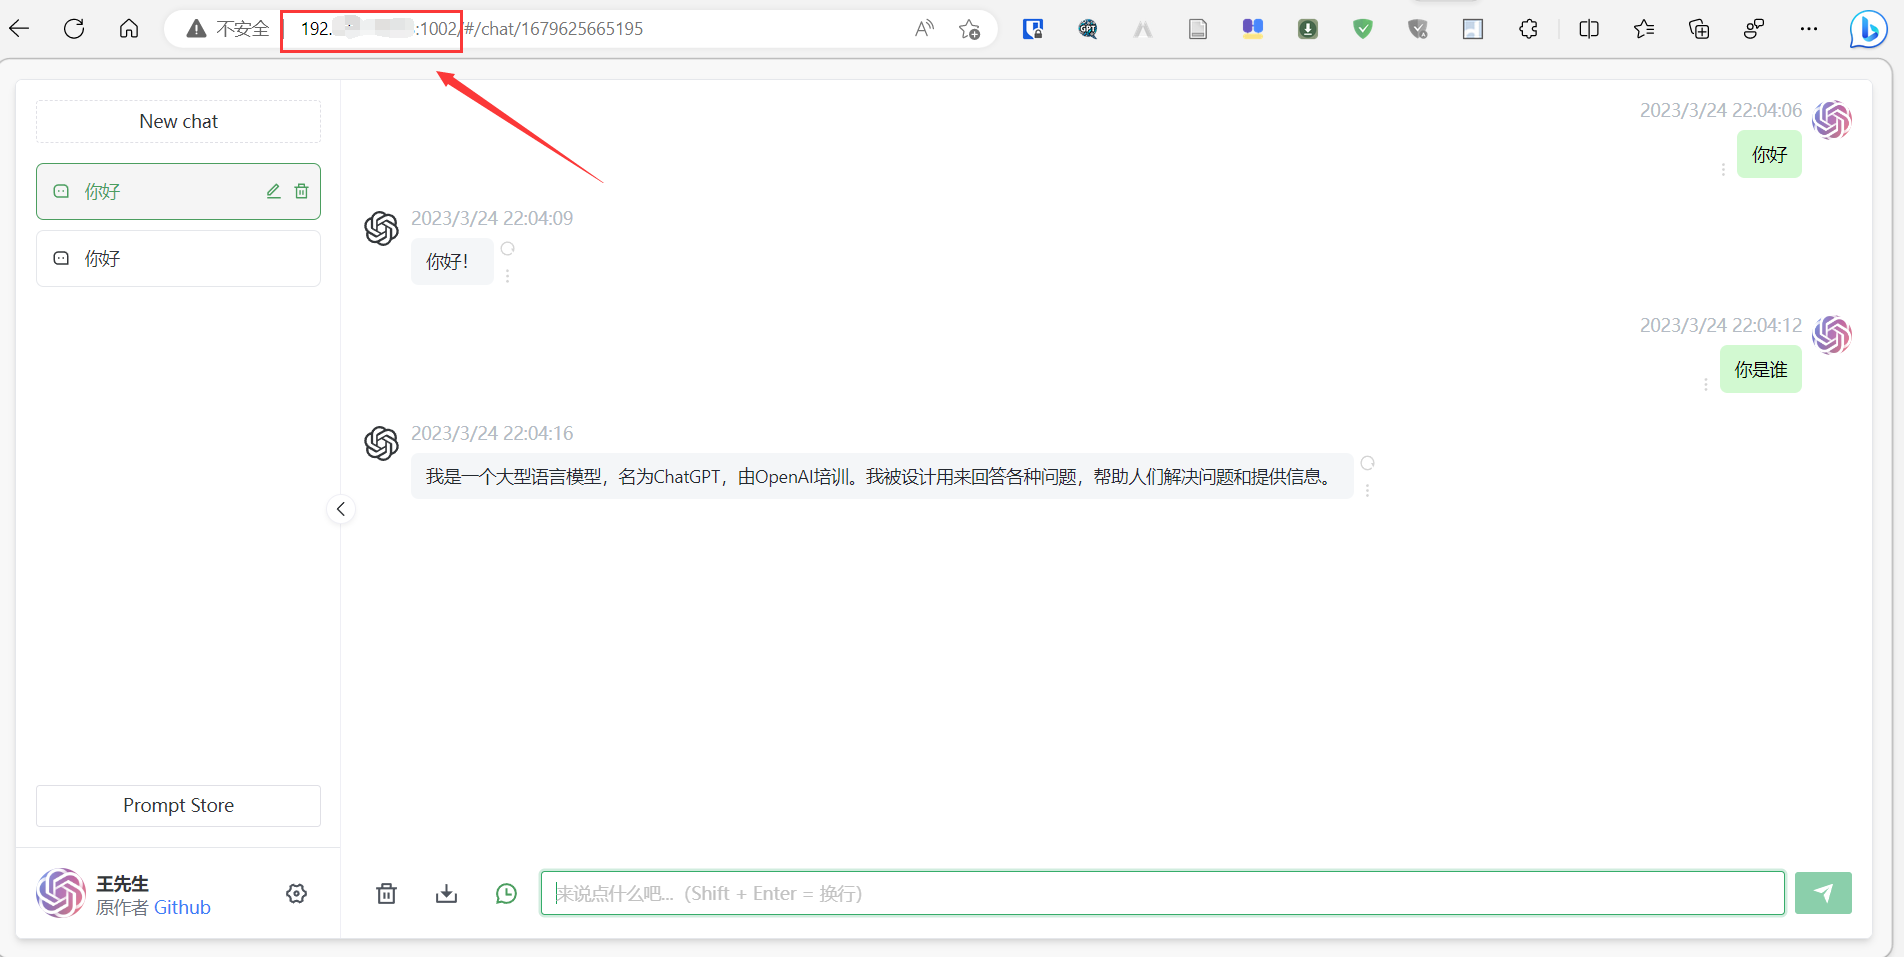 不安全 192. :1002/#/chat/1679625665195
New chat
你好
你好
Prompt Store
王先生
原作者 Github
2023/3/24 22:04:06
你好
2023/3/24 22:04:09
你好！
2023/3/24 22:04:12
你是谁
2023/3/24 22:04:16
我是一个大型语言模型，名为ChatGPT，由OpenAI培训。我被设计用来回答各种问题，帮助人们解决问题和提供信息。
来说点什么吧...（Shift + Enter = 换行）